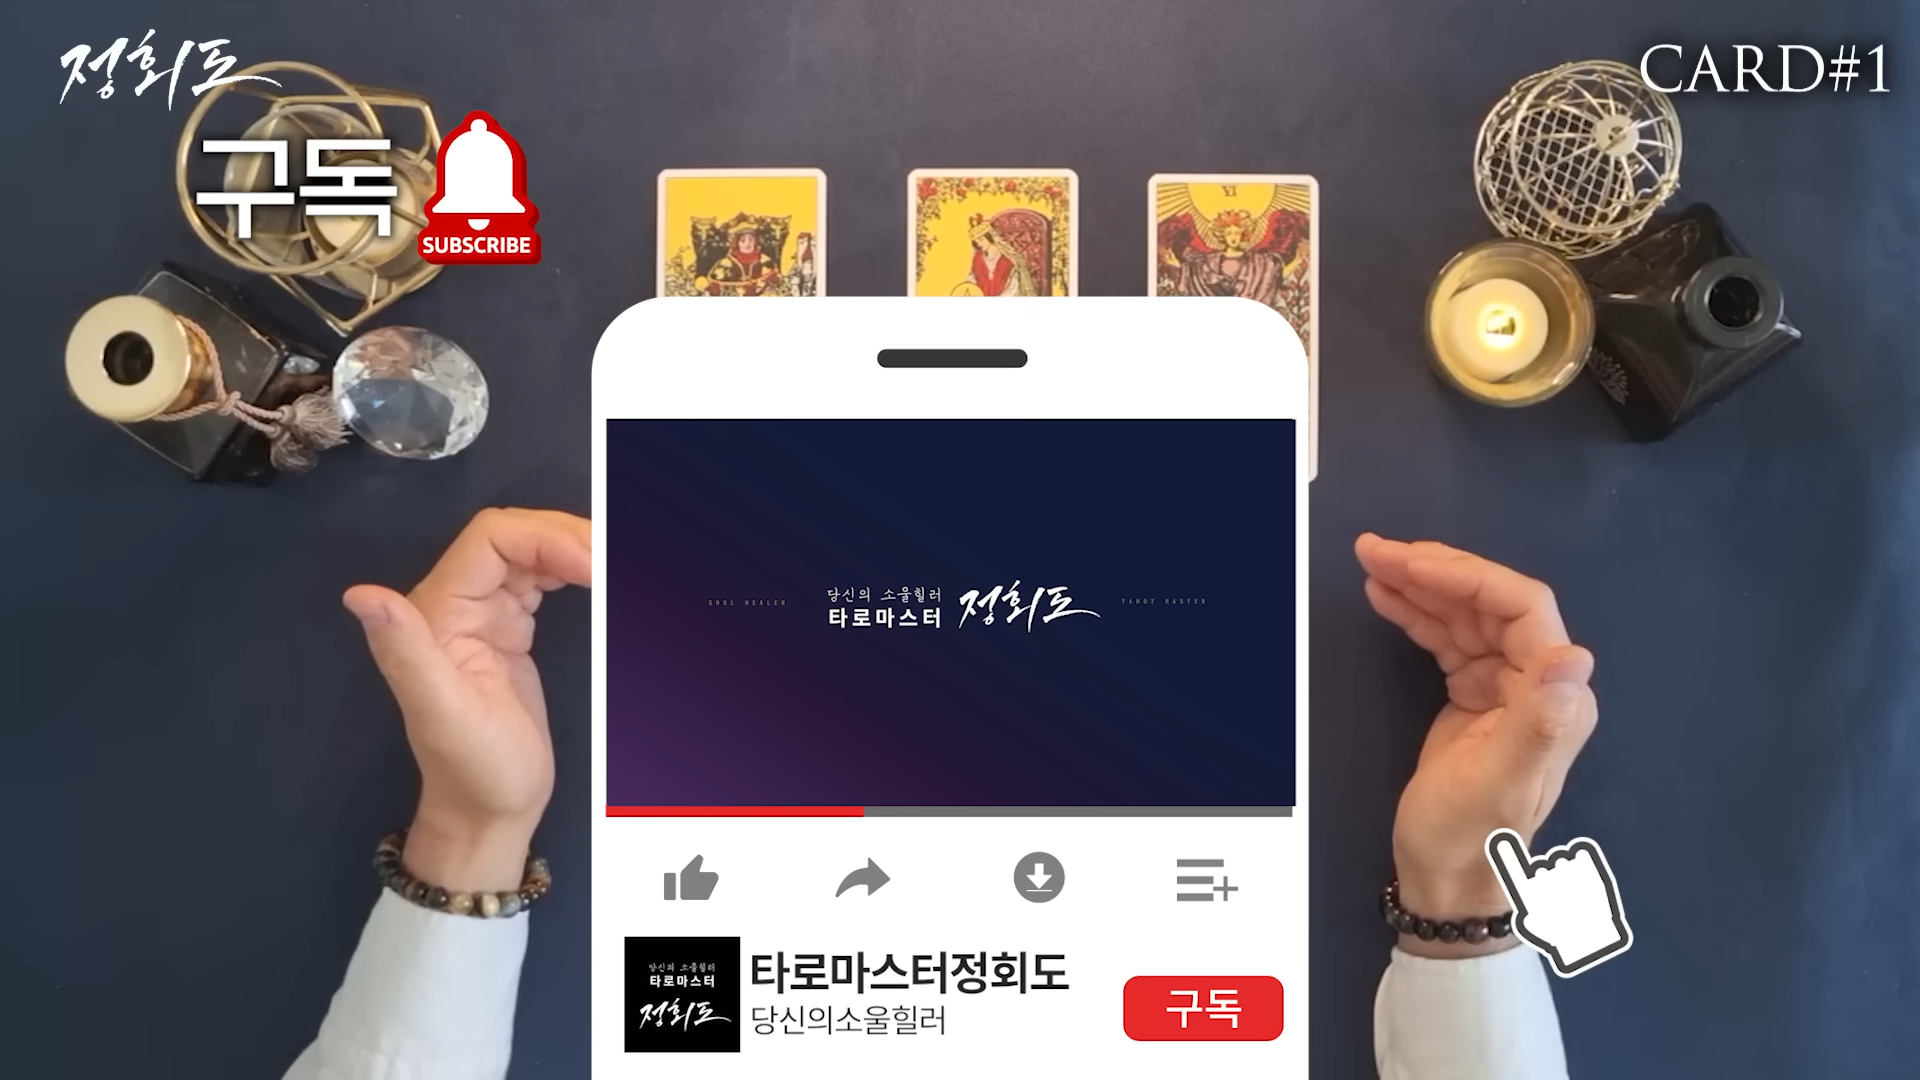 정회도
CARD#1
구독
SUBSCRIBE
VI
SOUL HEALER
당신의 소울힐러
타로마스터
정회도
TAROT MASTER
당신의 소울힐러
타로마스터
정회도
타로마스터정회도
당신의소울힐러
구독